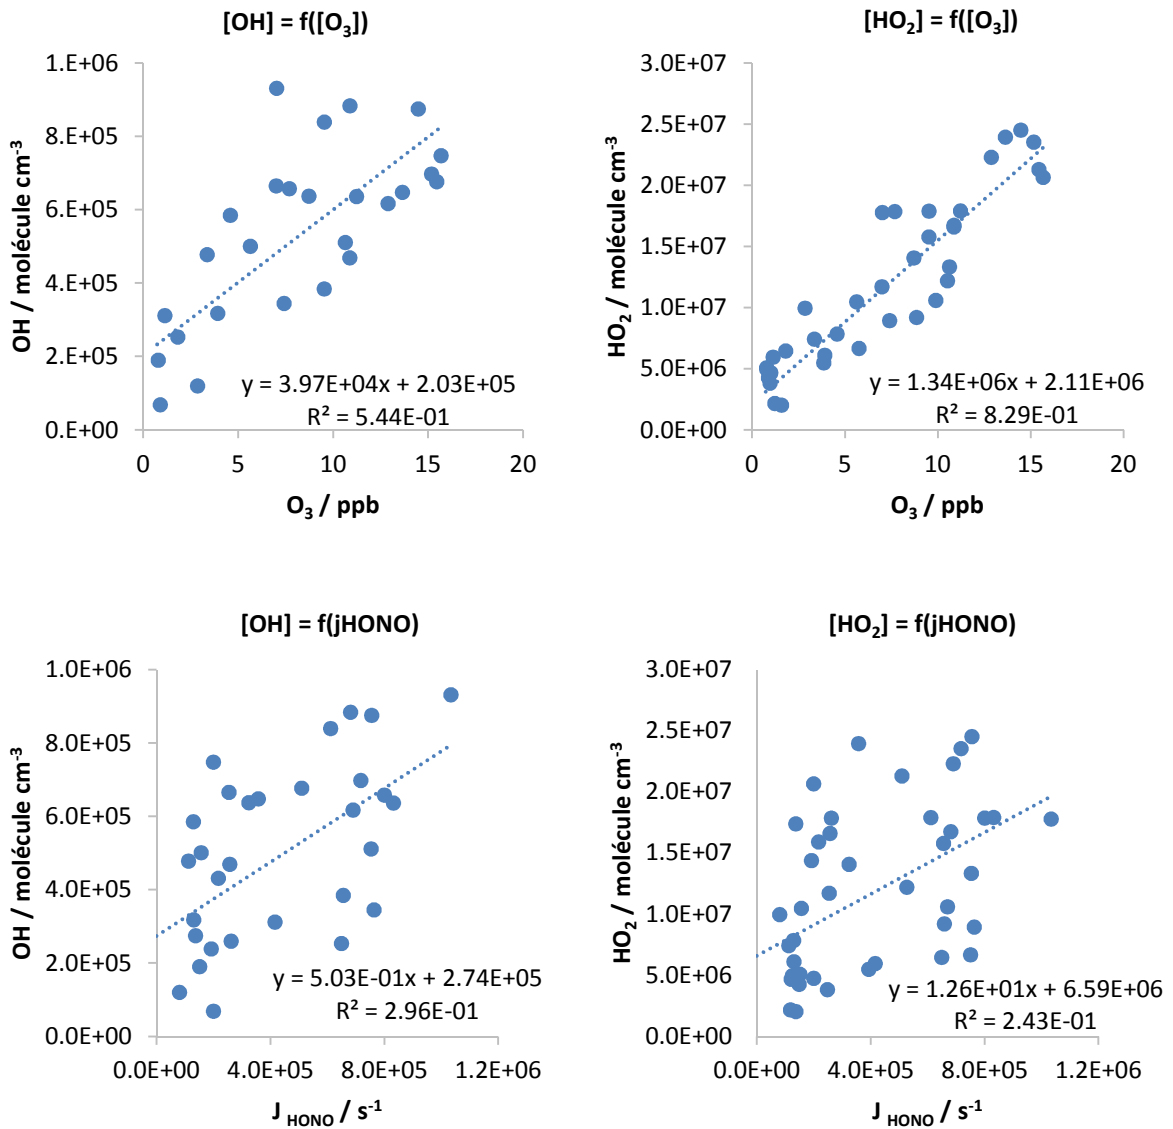 [OH] = f([O₃])
1.E+06
8.E+05
6.E+05
4.E+05
2.E+05
0.E+00
OH / molécule cm⁻³
y = 3.97E+04x + 2.03E+05
R² = 5.44E-01
0 5 10 15 20
O₃ / ppb
[HO₂] = f([O₃])
3.0E+07
2.5E+07
2.0E+07
1.5E+07
1.0E+07
5.0E+06
0.0E+00
HO₂ / molécule cm⁻³
y = 1.34E+06x + 2.11E+06
R² = 8.29E-01
0 5 10 15 20
O₃ / ppb
[OH] = f(jHONO)
1.0E+06
8.0E+05
6.0E+05
4.0E+05
2.0E+05
0.0E+00
OH / molécule cm⁻³
y = 5.03E-01x + 2.74E+05
R² = 2.96E-01
0.0E+00 4.0E+05 8.0E+05 1.2E+06
J HONO / s⁻¹
[HO₂] = f(jHONO)
3.0E+07
2.5E+07
2.0E+07
1.5E+07
1.0E+07
5.0E+06
0.0E+00
HO₂ / molécule cm⁻³
y = 1.26E+01x + 6.59E+06
R² = 2.43E-01
0.0E+00 4.0E+05 8.0E+05 1.2E+06
J HONO / s⁻¹